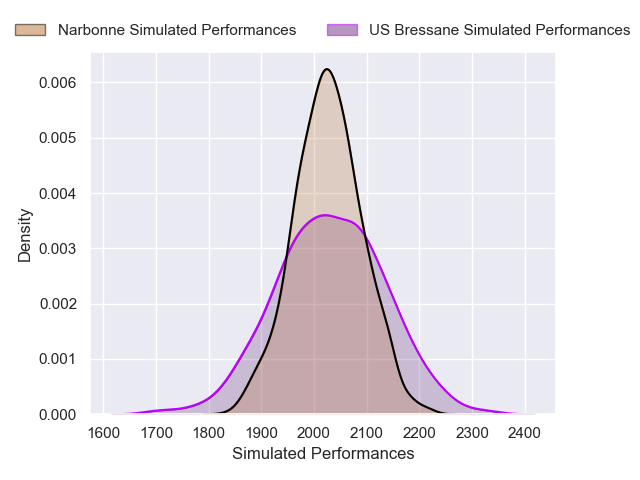 Narbonne Simulated Performances
US Bressane Simulated Performances
0.006
0.005
0.004
0.003
0.002
0.001
0.000
Density
1600 1700 1800 1900 2000 2100 2200 2300 2400
Simulated Performances